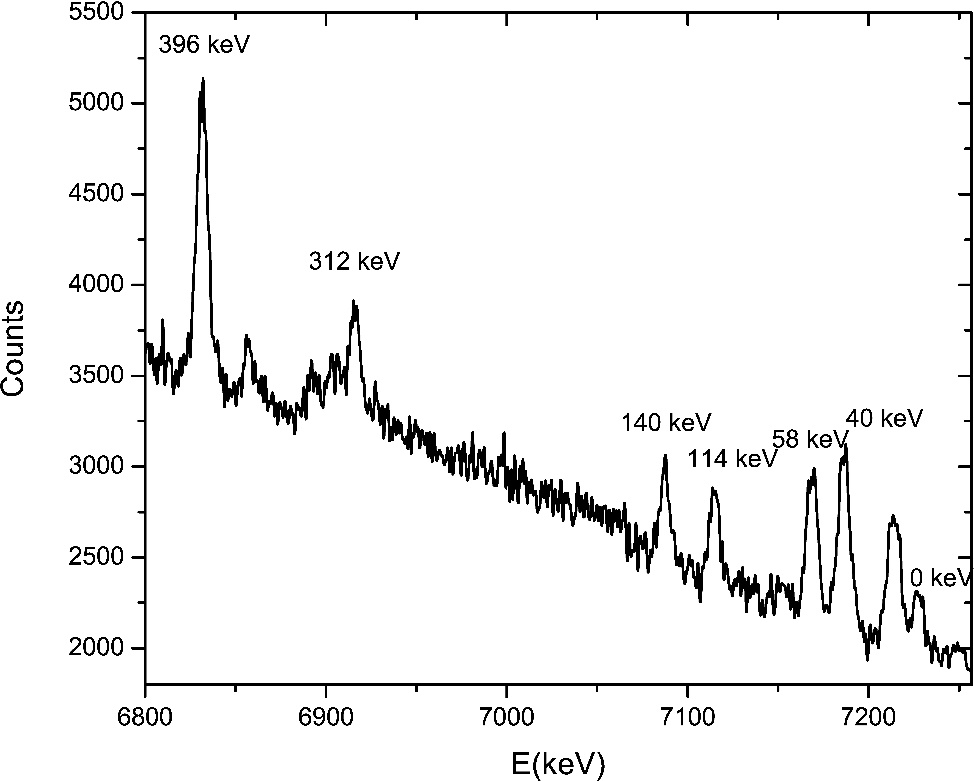 5500
5000
4500
4000
3500
3000
2500
2000
Counts
396 keV
312 keV
140 keV
114 keV
58 keV
40 keV
0 keV
6800
6900
7000
7100
7200
E(keV)